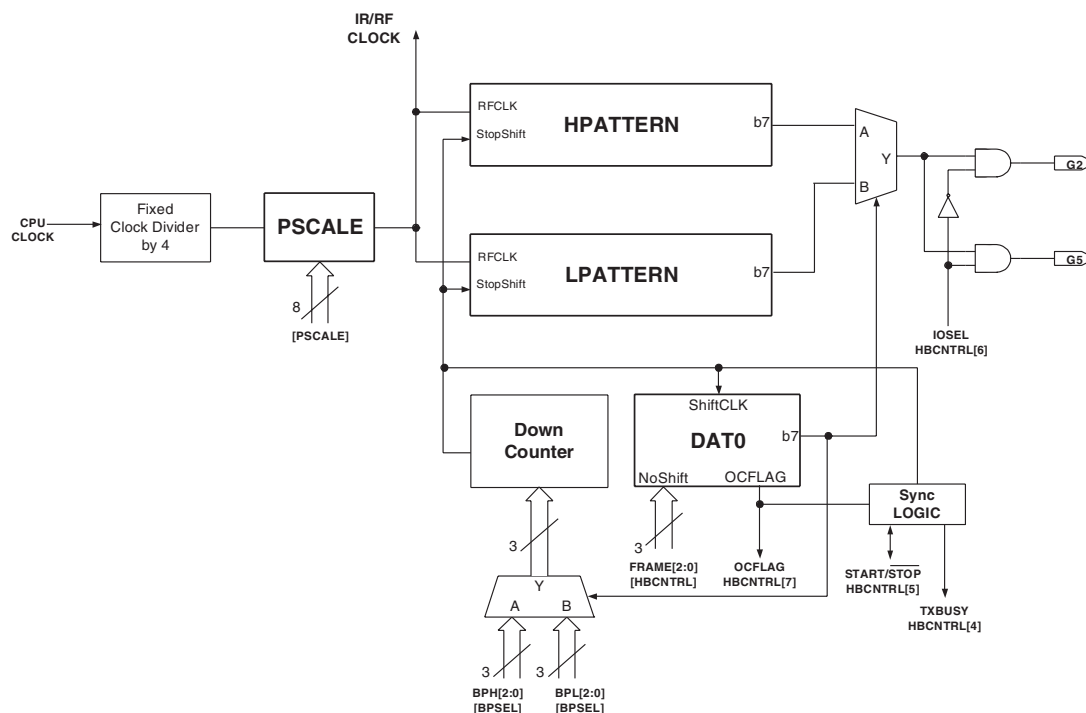 IR/RF
CLOCK
RFCLK
HPATTERN
b7
StopShift
A
Y
B
G2
CPU
CLOCK
Fixed
Clock Divider
by 4
PSCALE
8
[PSCALE]
RFCLK
LPATTERN
b7
StopShift
G5
IOSEL
HBCNTRL[6]
Down
Counter
ShiftCLK
DAT0
b7
NoShift
OCFLAG
Sync
LOGIC
3
3
FRAME[2:0]
[HBCNTRL]
OCFLAG
HBCNTRL[7]
START/STOP
HBCNTRL[5]
TXBUSY
HBCNTRL[4]
Y
A
B
3
3
BPH[2:0]
[BPSEL]
BPL[2:0]
[BPSEL]